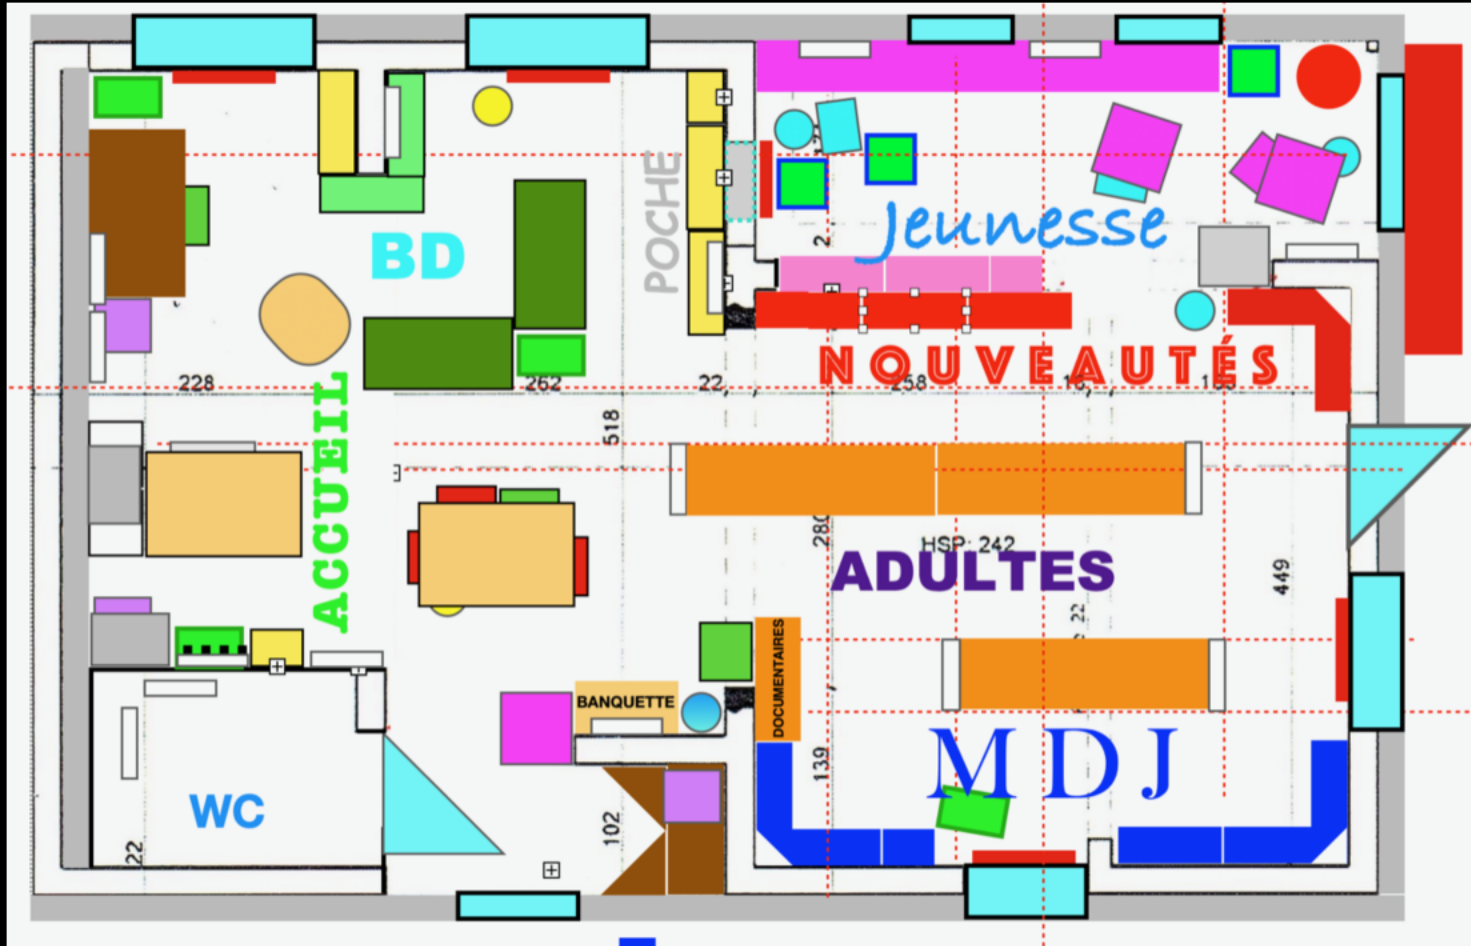 BD
POCHE
Jeunesse
NOUVEAUTÉS
228
262
22
258
518
ACCUEIL
280
HSP: 242
ADULTES
449
22
DOCUMENTAIRES
BANQUETTE
MDJ
139
WC
102
22
2